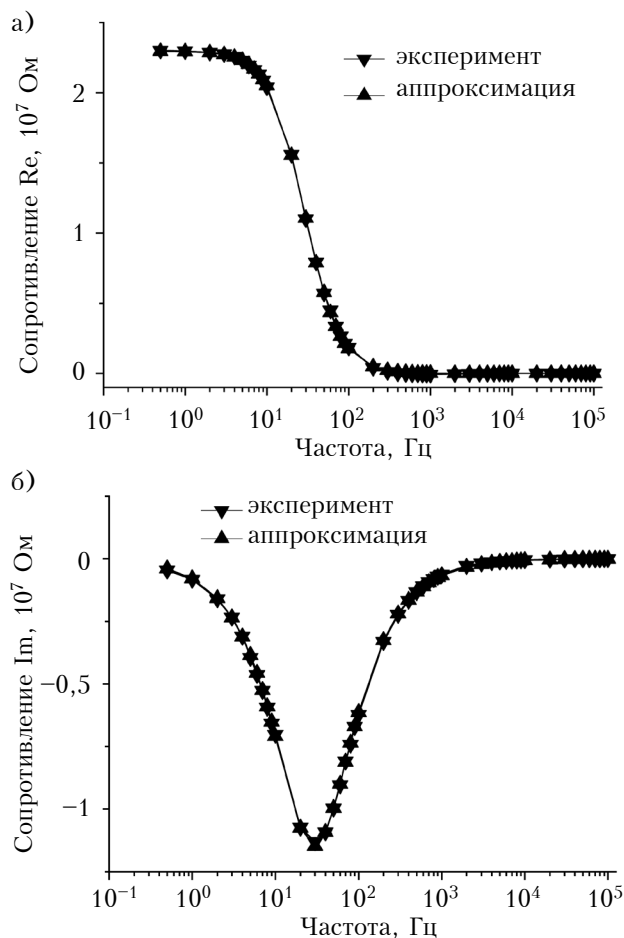 а)
Сопротивление Re, 10⁷ Ом
эксперимент
аппроксимация
2
1
0
10⁻¹ 10⁰ 10¹ 10² 10³ 10⁴ 10⁵
Частота, Гц
б)
Сопротивление Im, 10⁷ Ом
эксперимент
аппроксимация
0
−0,5
−1
10⁻¹ 10⁰ 10¹ 10² 10³ 10⁴ 10⁵
Частота, Гц